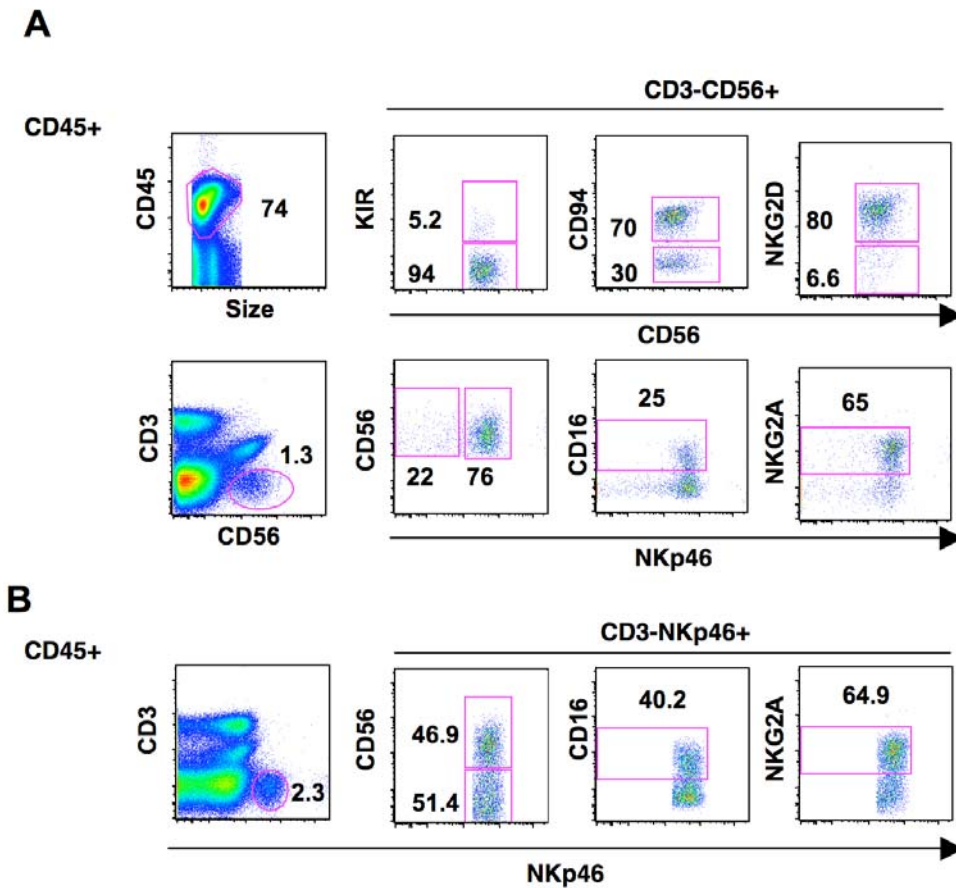 A
CD3-CD56+
CD45+
CD45
74
Size
KIR
5.2
94
CD94
70
30
NKG2D
80
6.6
CD56
CD3
1.3
CD56
CD56
22 76
CD16
25
NKG2A
65
NKp46
B
CD45+
CD3-NKp46+
CD3
2.3
CD56
46.9
51.4
CD16
40.2
NKG2A
64.9
NKp46